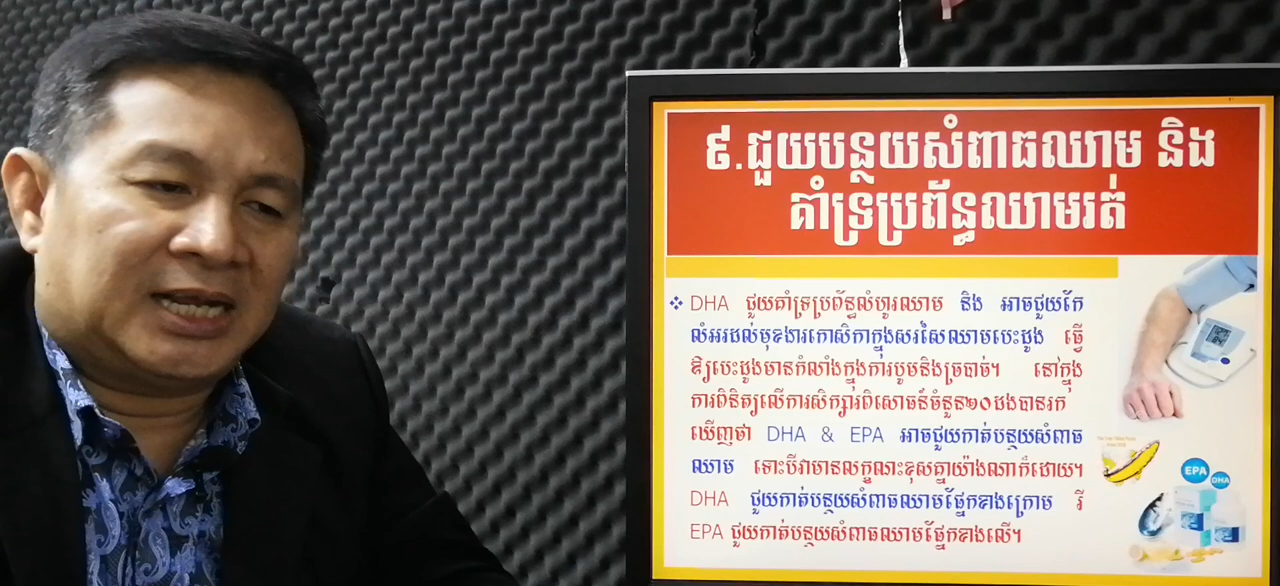 ៩.ជួយបន្ថយសំពាធឈាម និង
គាំទ្រប្រព័ន្ធឈាមរត់
❖ DHA ជួយគាំទ្រប្រព័ន្ធលំហូរឈាម និង អាចជួយកែ
លំអរដល់មុខងារកោសិកាក្នុងសរសៃឈាមបេះដូង ធ្វើ
ឱ្យបេះដូងមានកំលាំងក្នុងការបូមនិងច្របាច់។ នៅក្នុង
ការពិនិត្យលើការសិក្សារពិសោធន៍ចំនួន២០ដងបានរក
ឃើញថា DHA & EPA អាចជួយកាត់បន្ថយសំពាធ
ឈាម ទោះបីវាមានលក្ខណះខុសគ្នាយ៉ាងណាក៏ដោយ។
DHA ជួយកាត់បន្ថយសំពាធឈាមផ្នែកខាងក្រោម រី
EPA ជួយកាត់បន្ថយសំពាធឈាមផ្នែកខាងលើ។
EPA
DHA